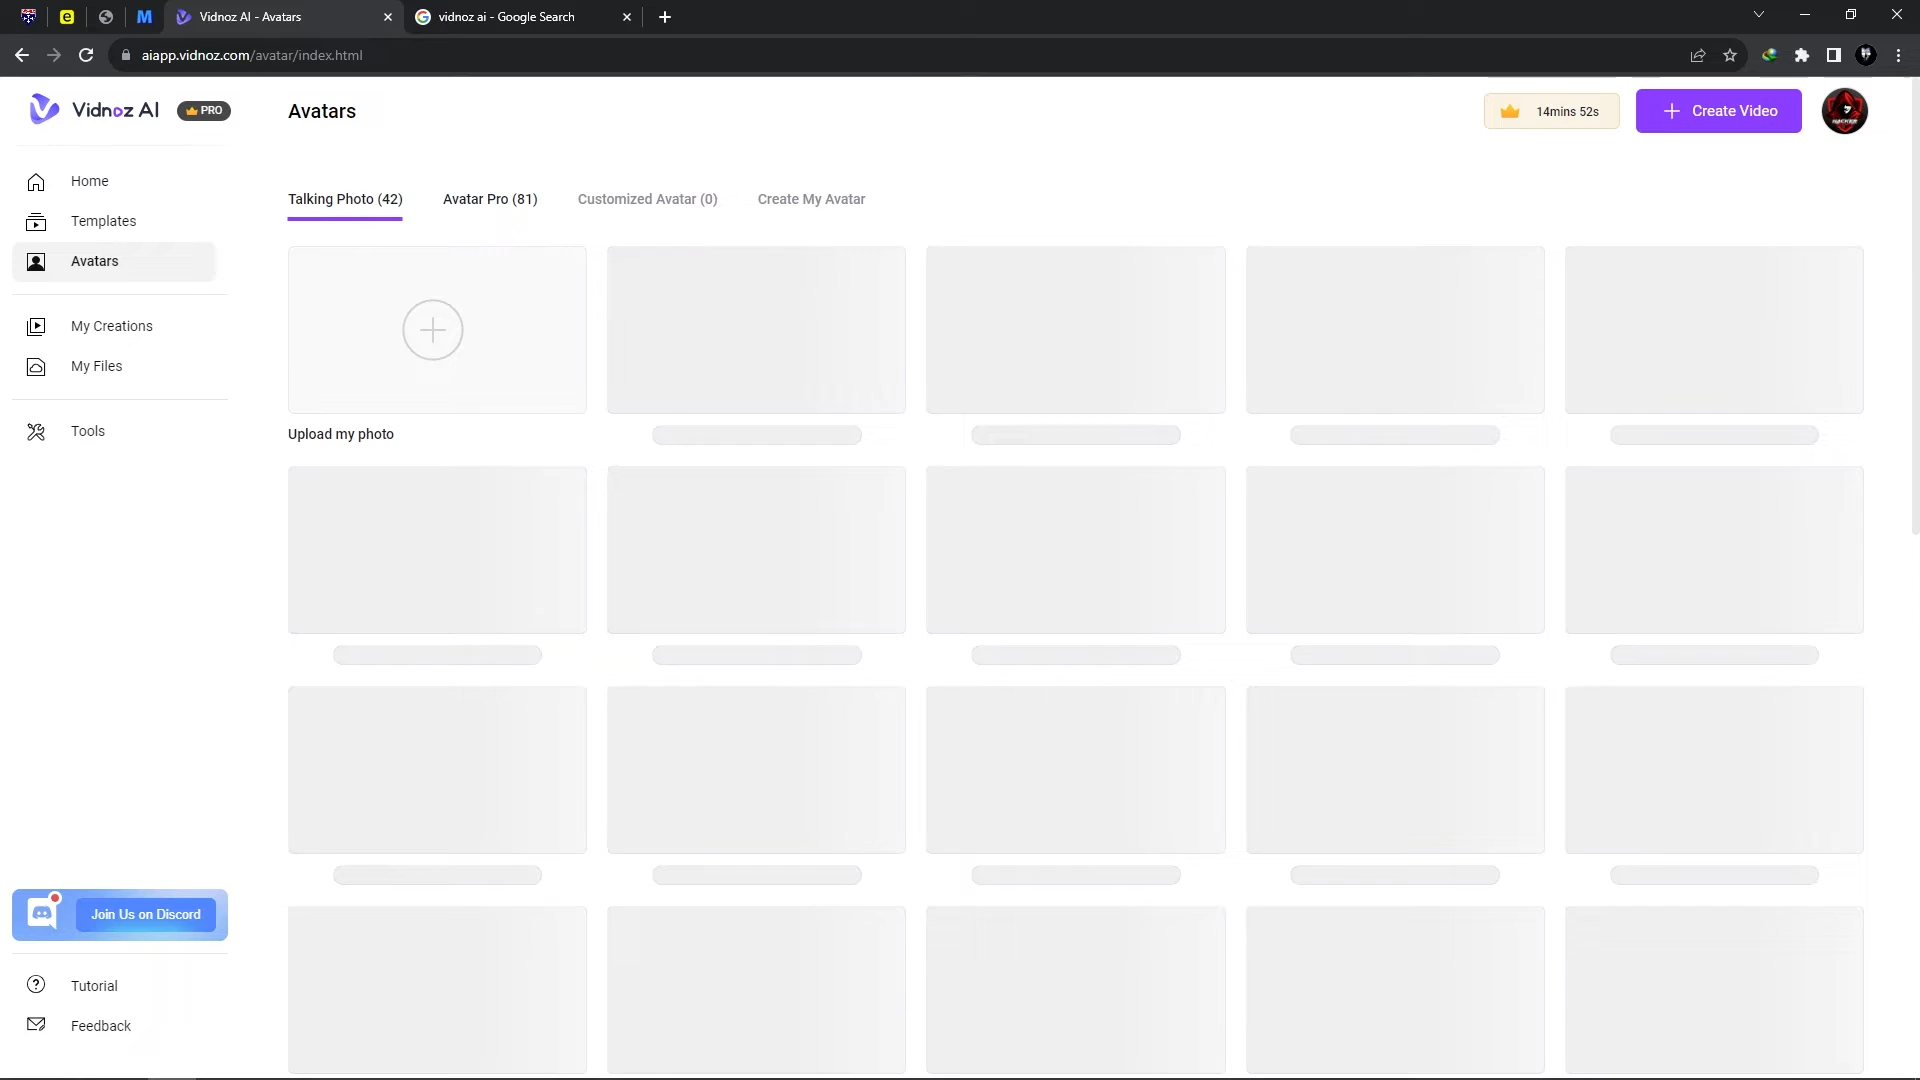 Vidnoz AI - Avatars
vidnoz ai - Google Search
aiapp.vidnoz.com/avatar/index.html
Vidnoz AI
PRO
Avatars
14mins 52s
Create Video
Home
Templates
Avatars
My Creations
My Files
Tools
Talking Photo (42)
Avatar Pro (81)
Customized Avatar (0)
Create My Avatar
Upload my photo
Join Us on Discord
Tutorial
Feedback